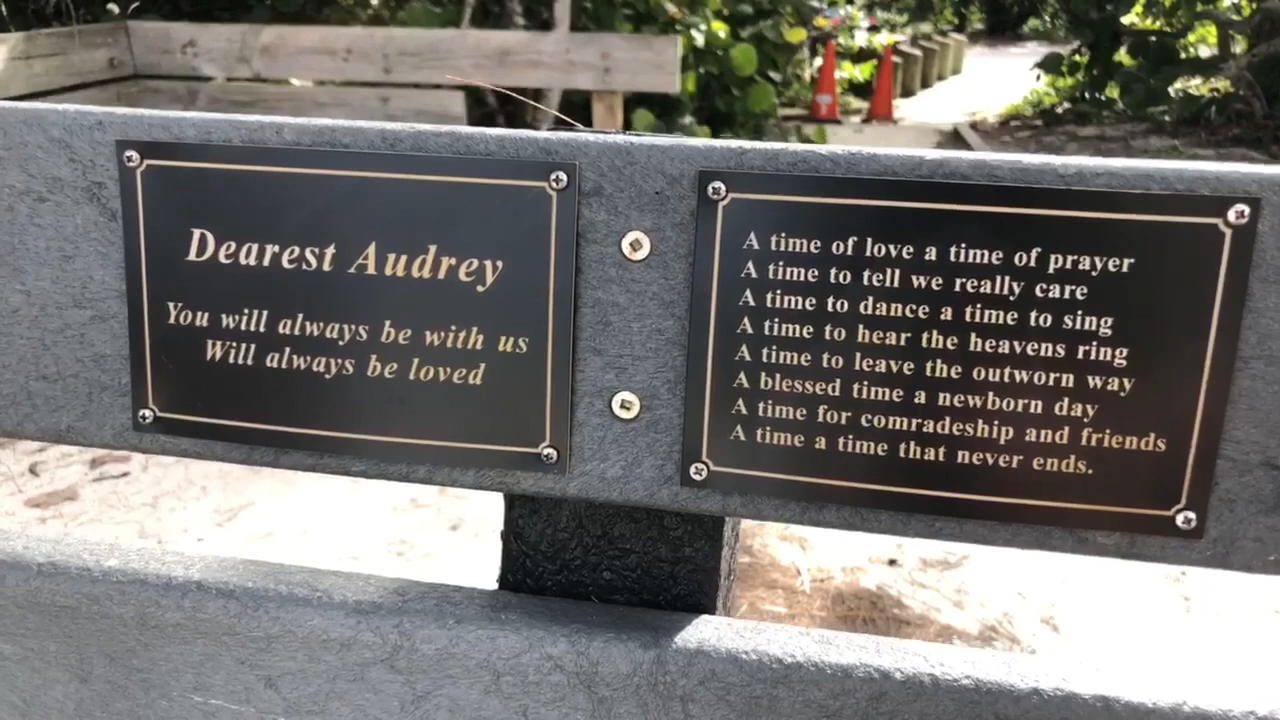 Dearest Audrey
You will always be with us
Will always be loved
A time of love a time of prayer
A time to tell we really care
A time to dance a time to sing
A time to hear the heavens ring
A time to leave the outworn way
A blessed time a newborn day
A time for comradeship and friends
A time a time that never ends.